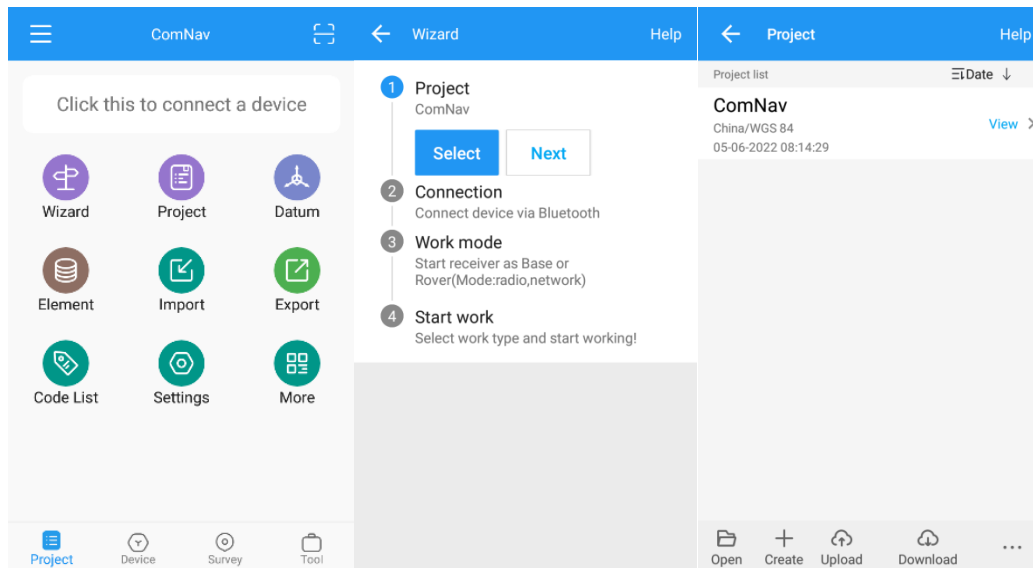 ComNav
Click this to connect a device
Wizard
Project
Datum
Element
Import
Export
Code List
Settings
More
Project
Device
Survey
Tool
Wizard
Help
1
Project
ComNav
Select
Next
2
Connection
Connect device via Bluetooth
3
Work mode
Start receiver as Base or
Rover(Mode:radio,network)
4
Start work
Select work type and start working!
Project
Help
Project list
Date
ComNav
China/WGS 84
05-06-2022 08:14:29
View
Open
Create
Upload
Download